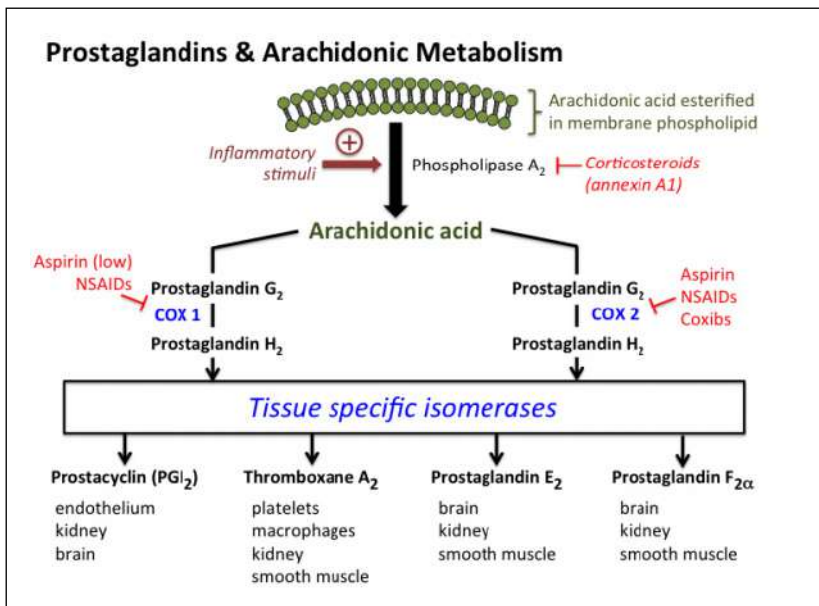 Prostaglandins & Arachidonic Metabolism
Arachidonic acid esterified
in membrane phospholipid
+
Inflammatory
stimuli
Phospholipase A₂
Corticosteroids
(annexin A1)
Arachidonic acid
Aspirin (low)
NSAIDs
Prostaglandin G₂
COX 1
Prostaglandin H₂
Prostaglandin G₂
COX 2
Prostaglandin H₂
Aspirin
NSAIDs
Coxibs
Tissue specific isomerases
Prostacyclin (PGI₂)
endothelium
kidney
brain
Thromboxane A₂
platelets
macrophages
kidney
smooth muscle
Prostaglandin E₂
brain
kidney
smooth muscle
Prostaglandin F₂α
brain
kidney
smooth muscle